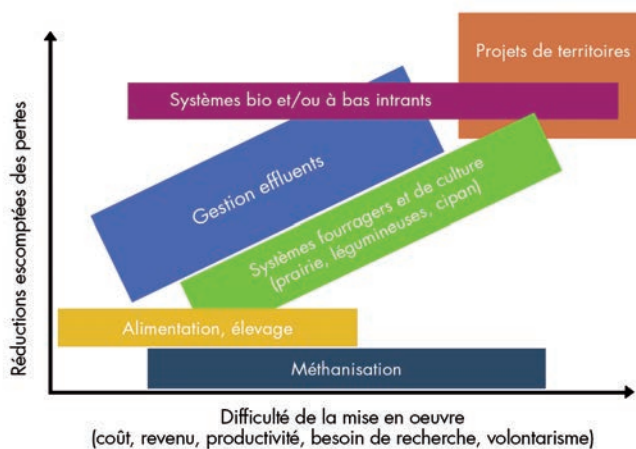 Réductions escomptées des pertes
Projets de territoires
Systèmes bio et/ou à bas intrants
Gestion effluents
Systèmes fourragers et de culture
(prairie, légumineuses, cipan)
Alimentation, élevage
Méthanisation
Difficulté de la mise en oeuvre
(coût, revenu, productivité, besoin de recherche, volontarisme)